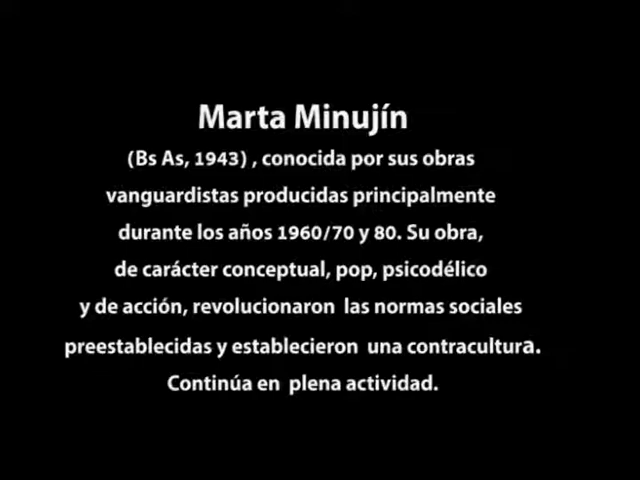 Marta Minujín
(Bs As, 1943) , conocida por sus obras
vanguardistas producidas principalmente
durante los años 1960/70 y 80. Su obra,
de carácter conceptual, pop, psicodélico
y de acción, revolucionaron las normas sociales
preestablecidas y establecieron una contracultura.
Continúa en plena actividad.